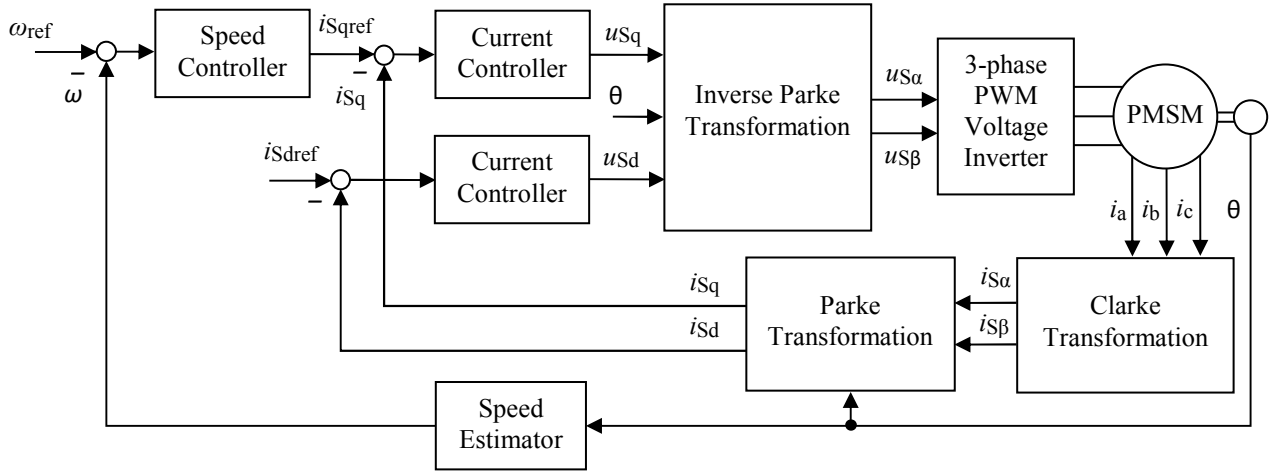 ωref
−
ω
Speed
Controller
iSqref
−
iSq
Current
Controller
uSq
θ
iSdref
−
Current
Controller
uSd
Inverse Parke
Transformation
uSα
uSβ
3-phase
PWM
Voltage
Inverter
PMSM
ia
ib
ic
θ
iSq
iSd
Parke
Transformation
iSα
iSβ
Clarke
Transformation
Speed
Estimator